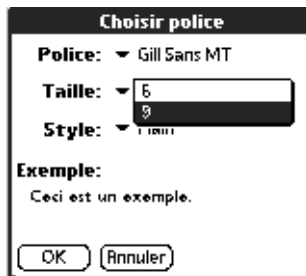 Choisir police
Police: Gill Sans MT
Taille: 6
9
Style:
Exemple:
Ceci est un exemple.
OK Annuler